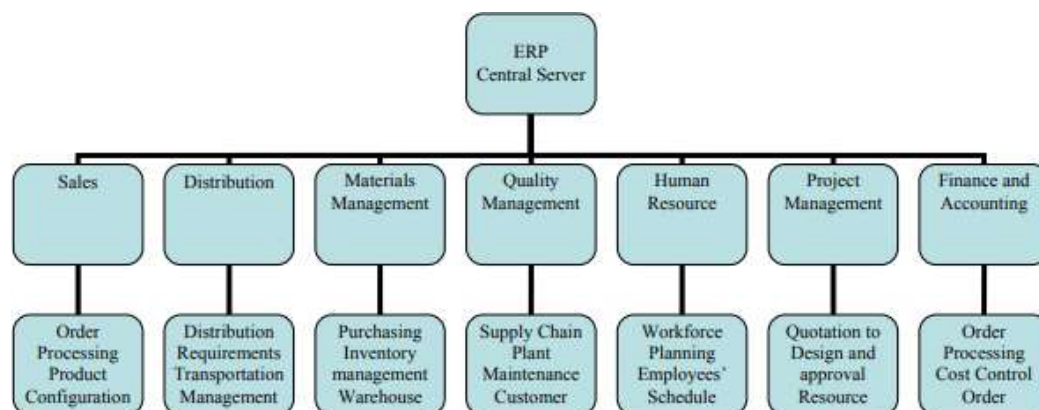 ERP
Central Server
Sales
Distribution
Materials
Management
Quality
Management
Human
Resource
Project
Management
Finance and
Accounting
Order
Processing
Product
Configuration
Distribution
Requirements
Transportation
Management
Purchasing
Inventory
management
Warehouse
Supply Chain
Plant
Maintenance
Customer
Workforce
Planning
Employees’
Schedule
Quotation to
Design and
approval
Resource
Order
Processing
Cost Control
Order